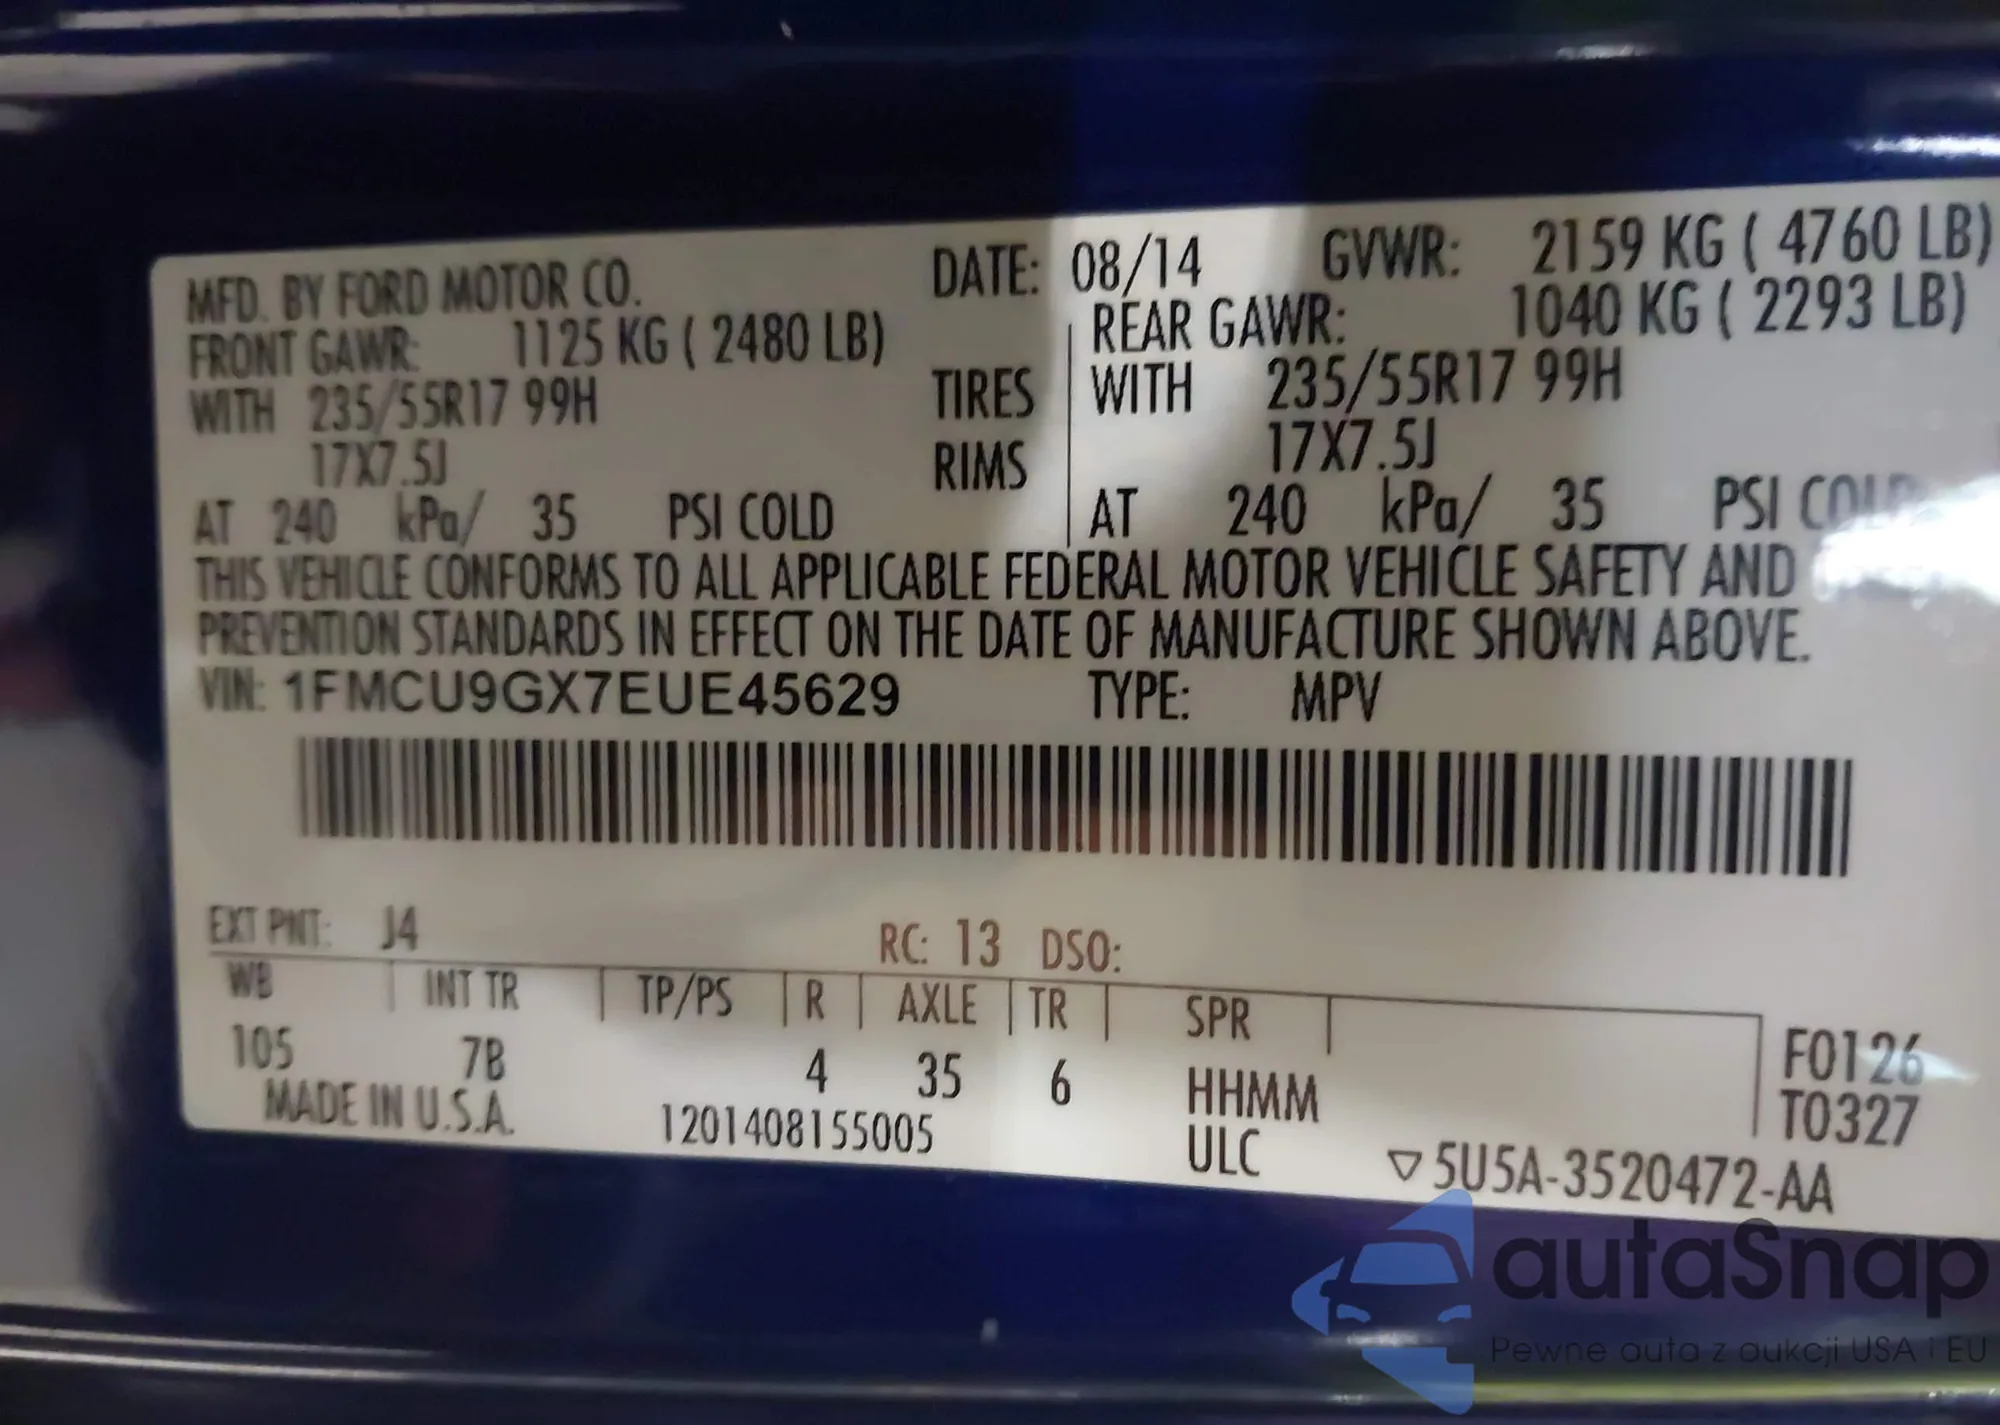 MFD. BY FORD MOTOR CO. DATE: 08/14 GVWR: 2159 KG ( 4760 LB)
FRONT GAWR: 1125 KG ( 2480 LB) REAR GAWR: 1040 KG ( 2293 LB)
WITH 235/55R17 99H TIRES WITH 235/55R17 99H
17X7.5J RIMS 17X7.5J
AT 240 kPa/ 35 PSI COLD AT 240 kPa/ 35 PSI COLD
THIS VEHICLE CONFORMS TO ALL APPLICABLE FEDERAL MOTOR VEHICLE SAFETY AND
PREVENTION STANDARDS IN EFFECT ON THE DATE OF MANUFACTURE SHOWN ABOVE.
VIN: 1FMCU9GX7EUE45629 TYPE: MPV
EXT PNT: J4 RC: 13 DSO:
WB INT TR TP/PS R AXLE TR SPR
105 7B 4 35 6 HHMM F0126
MADE IN U.S.A. 1201408155005 ULC T0327
▽5U5A-3520472-AA
autoSnap
Pewne auta z aukcji USA i EU